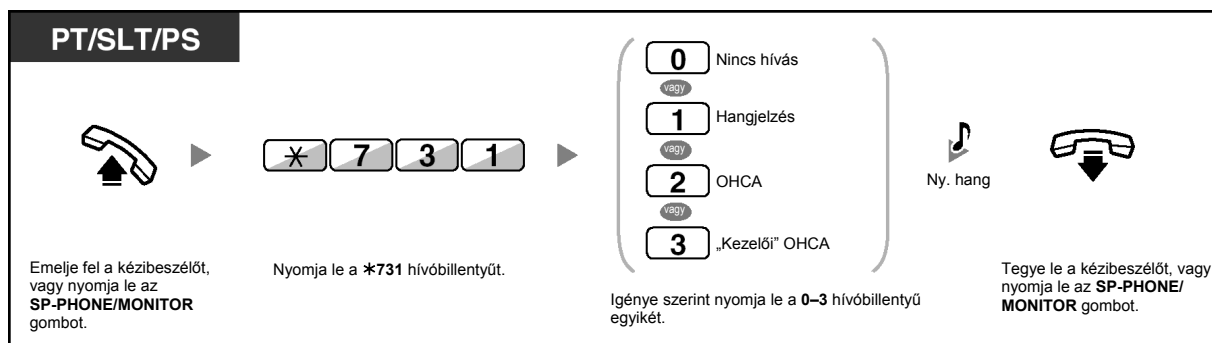 PT/SLT/PS
0 Nincs hívás
vagy
1 Hangjelzés
vagy
2 OHCA
vagy
3 „Kezelői” OHCA
∗ 7 3 1
Ny. hang
Emelje fel a kézibeszélőt,
vagy nyomja le az
SP-PHONE/MONITOR
gombot.
Nyomja le a ∗731 hívóbillentyűt.
Igénye szerint nyomja le a 0–3 hívóbillentyű
egyikét.
Tegye le a kézibeszélőt, vagy
nyomja le az SP-PHONE/
MONITOR gombot.